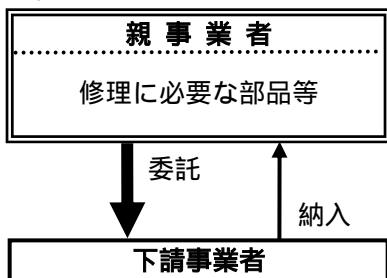 親事業者
修理に必要な部品等
委託
納入
下請事業者